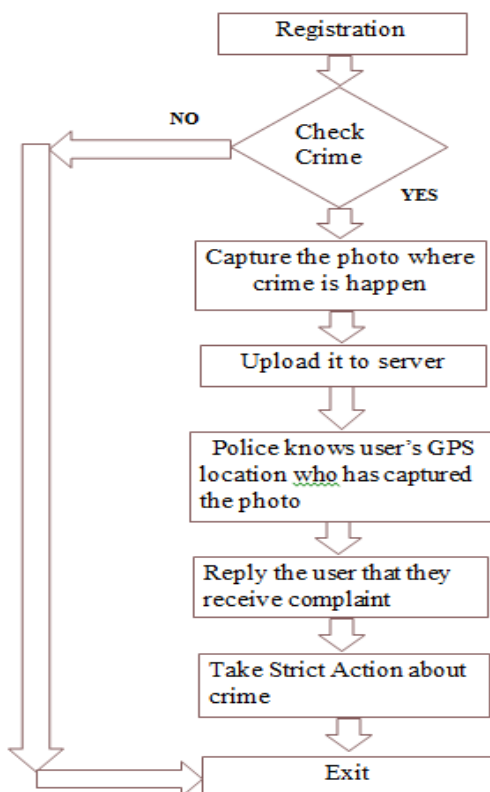 Registration
NO
Check
Crime
YES
Capture the photo where
crime is happen
Upload it to server
Police knows user's GPS
location who has captured
the photo
Reply the user that they
receive complaint
Take Strict Action about
crime
Exit